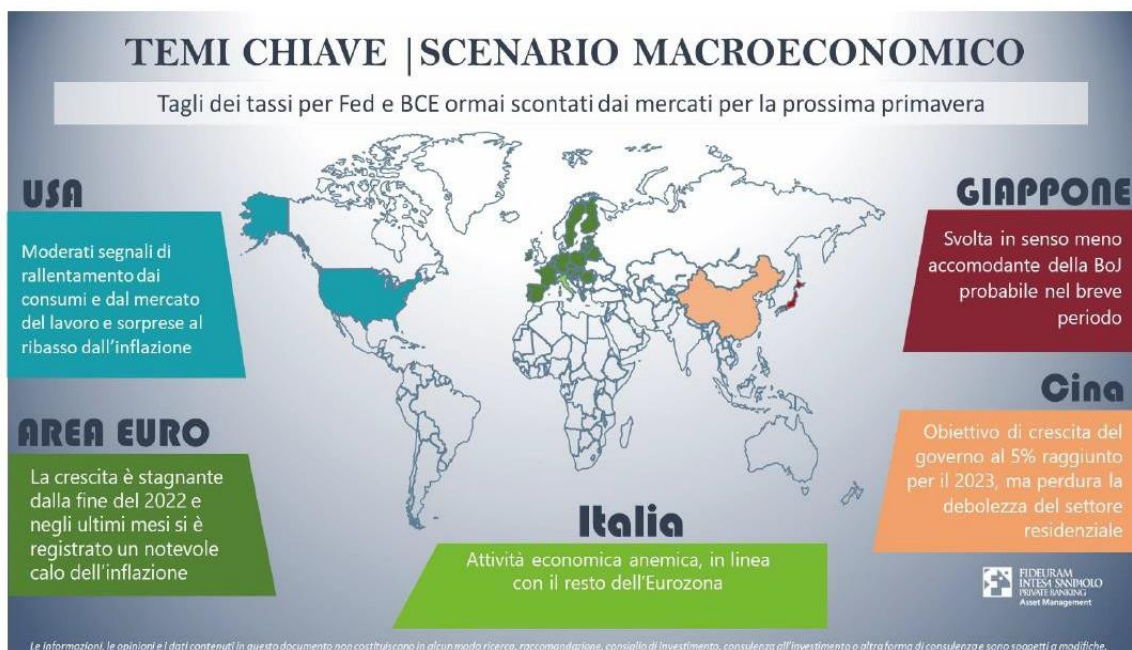 TEMI CHIAVE | SCENARIO MACROECONOMICO
Tagli dei tassi per Fed e BCE ormai scontati dai mercati per la prossima primavera
USA
Moderati segnali di
rallentamento dai
consumi e dal mercato
del lavoro e sorprese al
ribasso dall'inflazione
AREA EURO
La crescita è stagnante
dalla fine del 2022 e
negli ultimi mesi si è
registrato un notevole
calo dell'inflazione
Italia
Attività economica anemica, in linea
con il resto dell'Eurozona
GIAPPONE
Svolta in senso meno
accomodante della BoJ
probabile nel breve
periodo
Cina
Obiettivo di crescita del
governo al 5% raggiunto
per il 2023, ma perdura la
debolezza del settore
residenziale
FIDEURAM
INTESA SANPAOLO
PRIVATE BANKING
Asset Management
Le informazioni, le opinioni e i dati contenuti in questo documento non costituiscono in alcun modo ricerca, raccomandazione, consiglio di investimento, consulenza all'investimento o altra forma di consulenza e sono soggetti a modifiche.